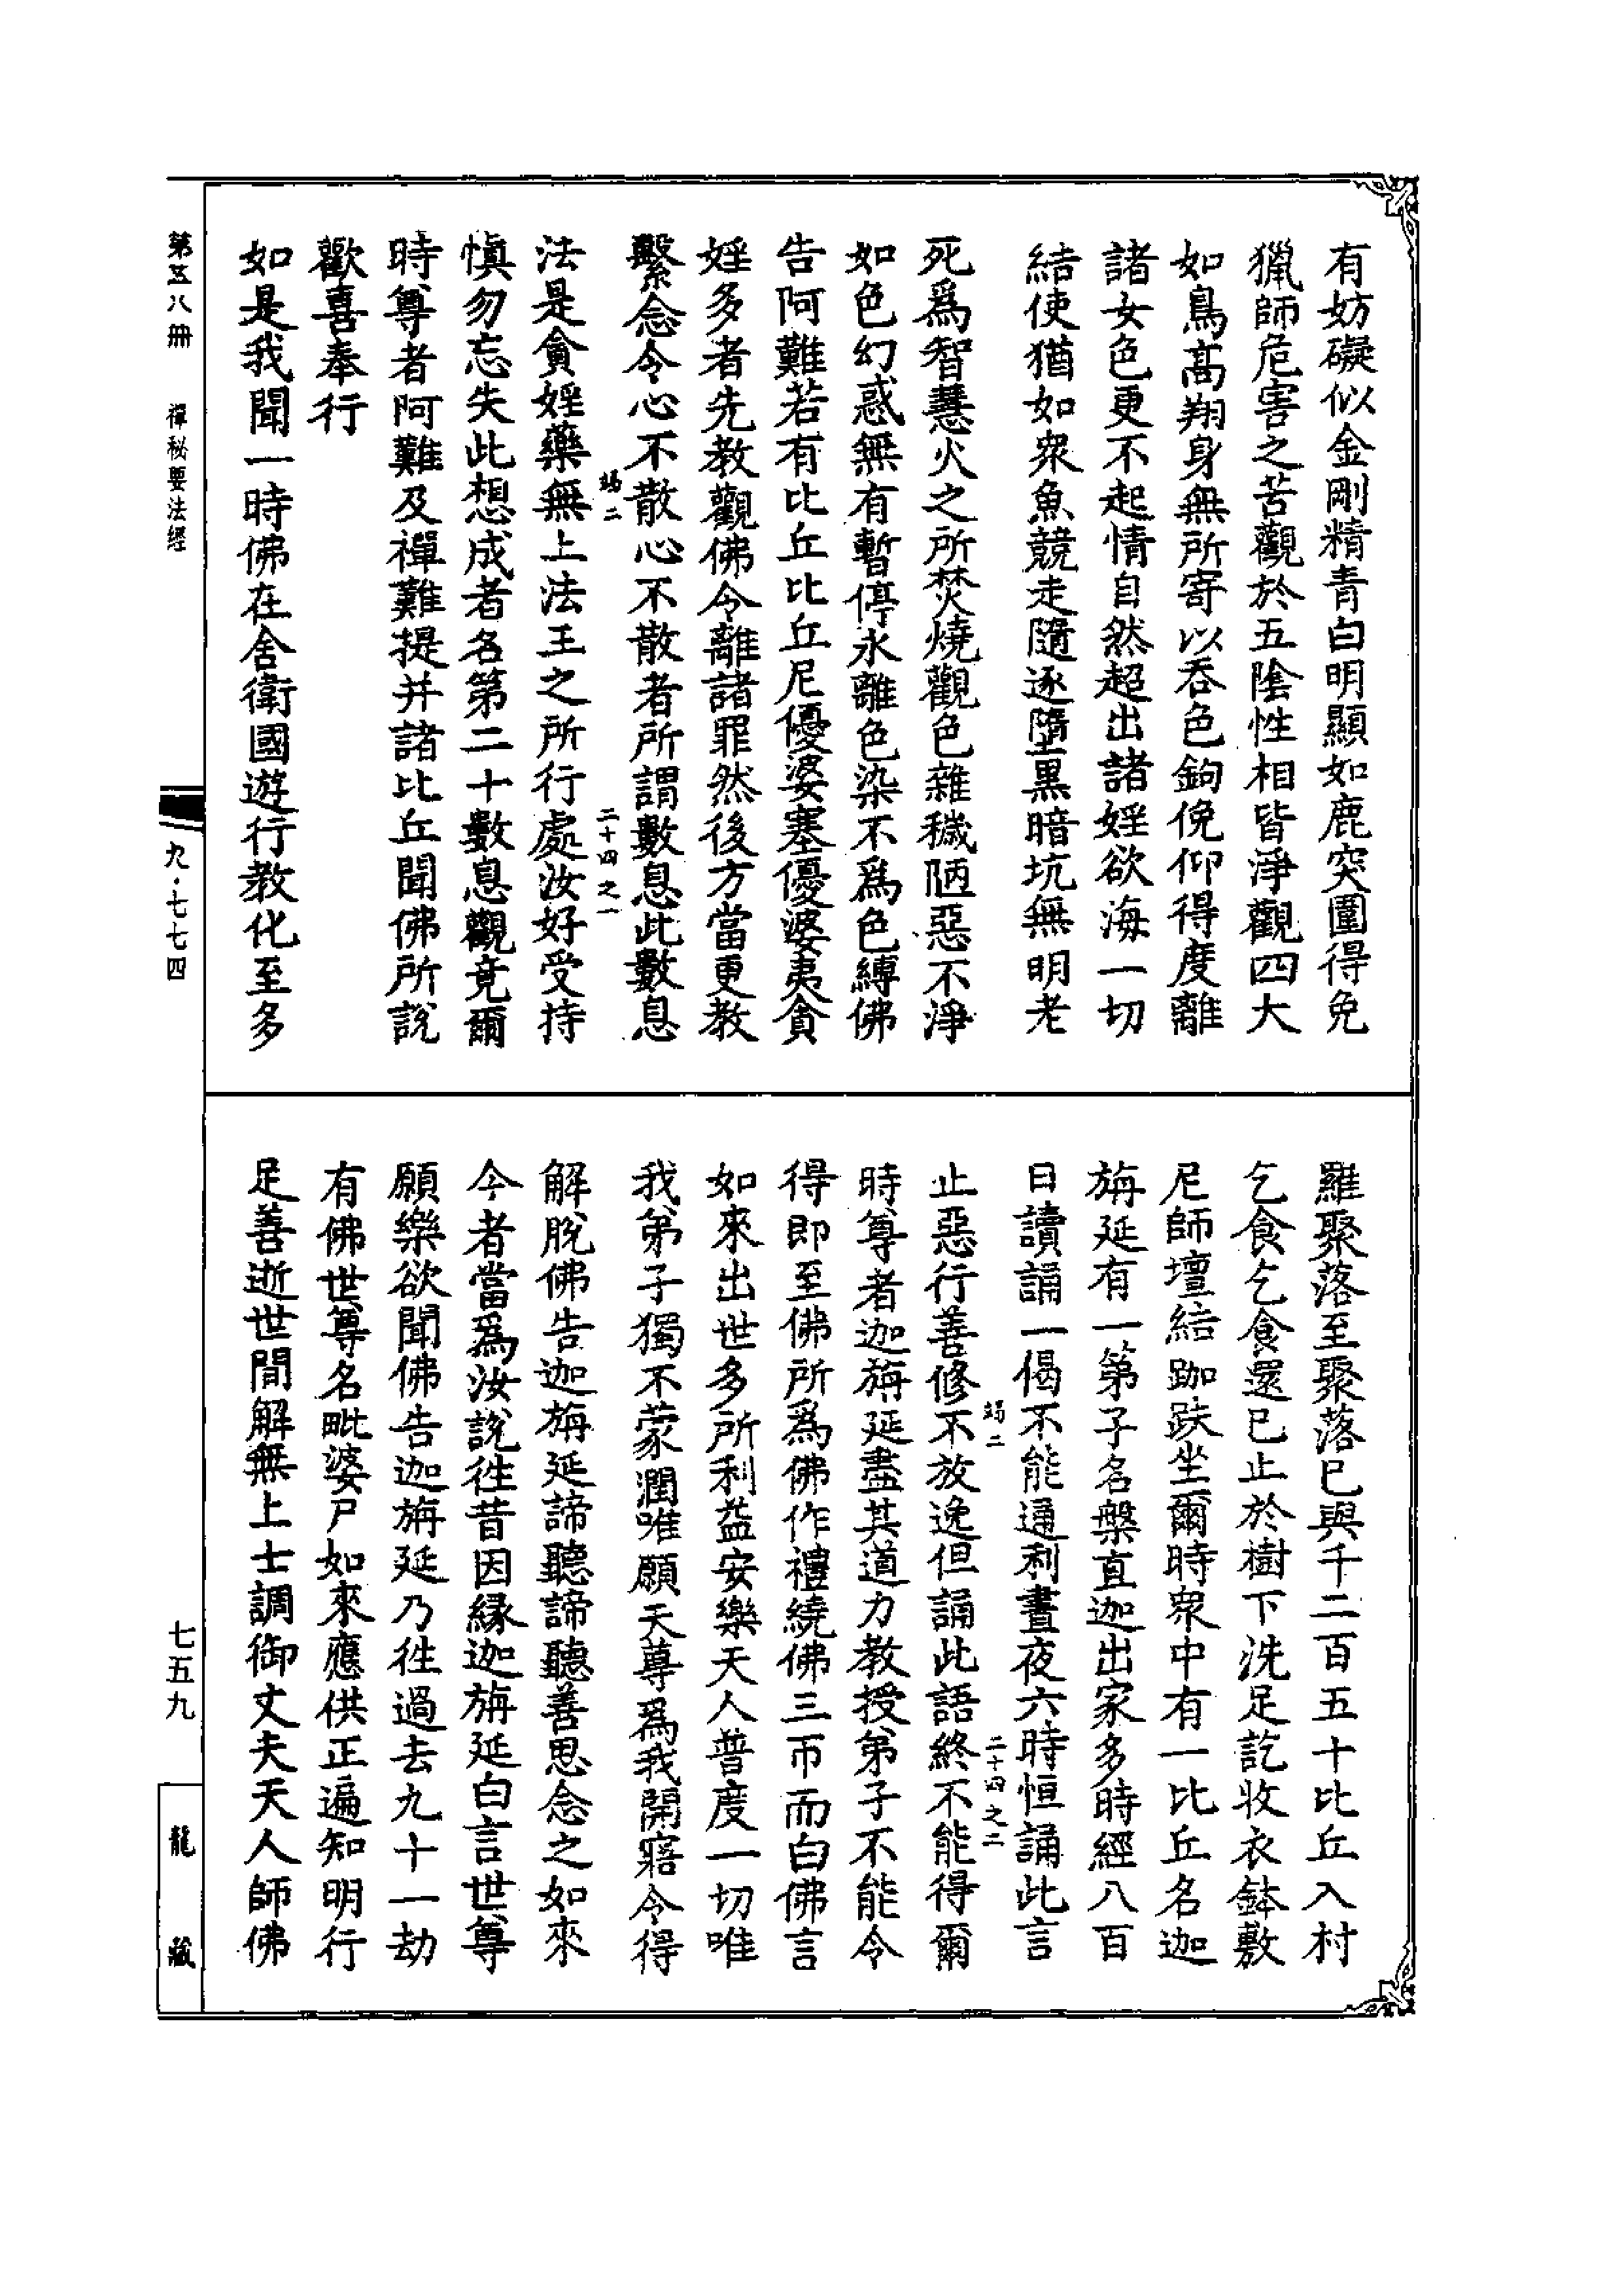 有妨礙似金剛精青白明顯如鹿突圍得免
獵師危害之苦觀於五陰性相皆淨觀四大
如鳥高翔身無所寄以吞色鉤俛仰得度離
諸女色更不起情自然超出諸婬欲海一切
結使猶如眾魚競走隨逐墮黑暗坑無明老
死爲智慧火之所焚燒觀色雜穢陋惡不淨
如色幻惑無有暫停永離色染不爲色縛佛
告阿難若有比丘比丘尼優婆塞優婆夷貪
婬多者先教觀佛令離諸罪然後方當更教
繫念令心不散心不散者所謂數息此數息
竭二
二十四之一
法是貪婬藥無上法王之所行處汝好受持
愼勿忘失此想成者名第二十數息觀竟爾
時尊者阿難及禪難提并諸比丘聞佛所說
歡喜奉行
如是我聞一時佛在舍衛國遊行教化至多
羅聚落至聚落已與千二百五十比丘入村
乞食乞食還已止於樹下洗足訖收衣鉢敷
尼師壇結跏趺坐爾時眾中有一比丘名迦
旃延有一第子名槃直迦出家多時經八百
日讀誦一偈不能通利晝夜六時恒誦此言
竭二
二十四之二
止惡行善修不放逸但誦此語終不能得爾
時尊者迦旃延盡其道力教授弟子不能令
得即至佛所爲佛作禮繞佛三帀而白佛言
如來出世多所利益安樂天人普度一切唯
我弟子獨不蒙潤唯願天尊爲我開寤令得
解脫佛告迦旃延諦聽諦聽善思念之如來
今者當爲汝說徃昔因緣迦旃延白言世尊
願樂欲聞佛告迦旃延乃徃過去九十一劫
有佛世尊名毗婆尸如來應供正遍知明行
足善逝世間解無上士調御丈夫天人師佛
第五八冊
禪秘要法經
九·七七四
七五九
龍藏